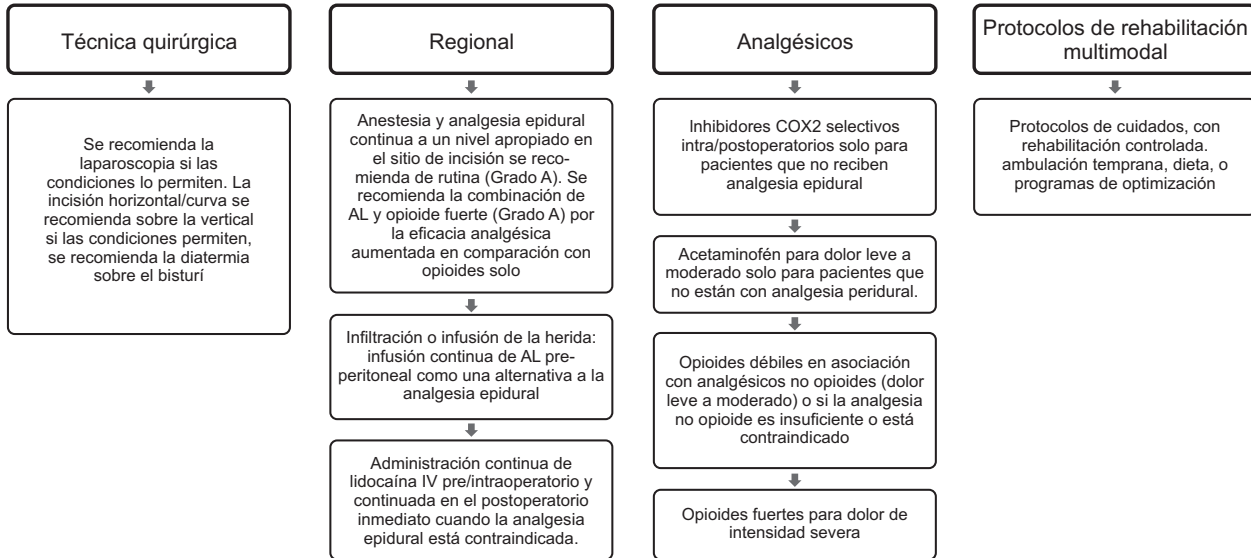 Técnica quirúrgica
Se recomienda la
laparoscopia si las
condiciones lo permiten. La
incisión horizontal/curva se
recomienda sobre la vertical
si las condiciones permiten,
se recomienda la diatermia
sobre el bisturí
Regional
Anestesia y analgesia epidural
continua a un nivel apropiado en
el sitio de incisión se reco-
mienda de rutina (Grado A). Se
recomienda la combinación de
AL y opioide fuerte (Grado A) por
la eficacia analgésica
aumentada en comparación con
opioides solo
Infiltración o infusión de la herida:
infusión continua de AL pre-
peritoneal como una alternativa a la
analgesia epidural
Administración continua de
lidocaína IV pre/intraoperatorio y
continuada en el postoperatorio
inmediato cuando la analgesia
epidural está contraindicada.
Analgésicos
Inhibidores COX2 selectivos
intra/postoperatorios solo para
pacientes que no reciben
analgesia epidural
Acetaminofén para dolor leve a
moderado solo para pacientes que
no están con analgesia peridural.
Opioides débiles en asociación
con analgésicos no opioides (dolor
leve a moderado) o si la analgesia
no opioide es insuficiente o está
contraindicado
Opioides fuertes para dolor de
intensidad severa
Protocolos de rehabilitación
multimodal
Protocolos de cuidados, con
rehabilitación controlada.
ambulación temprana, dieta, o
programas de optimización